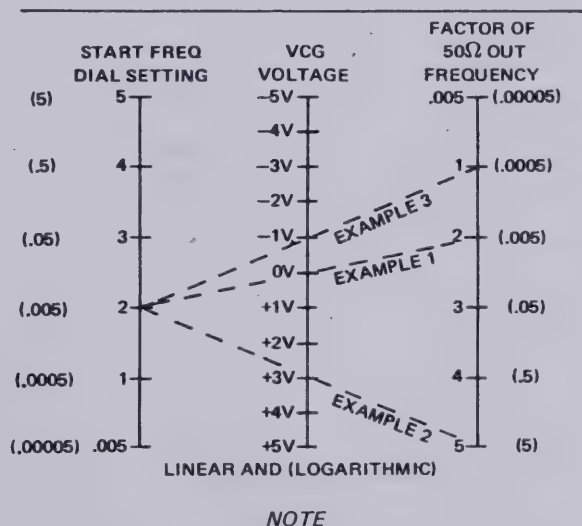 START FREQ DIAL SETTING VCG VOLTAGE FACTOR OF 50Ω OUT FREQUENCY
(5) 5 −5V .005 (.00005)
−4V
(.5) 4 −3V 1 (.0005)
−2V
(.05) 3 −1V 2 (.005)
EXAMPLE 3
0V
EXAMPLE 1
(.005) 2 +1V 3 (.05)
+2V
(.0005) 1 +3V 4 (.5)
+4V
EXAMPLE 2
(.00005) .005 +5V 5 (5)
LINEAR AND (LOGARITHMIC)
NOTE